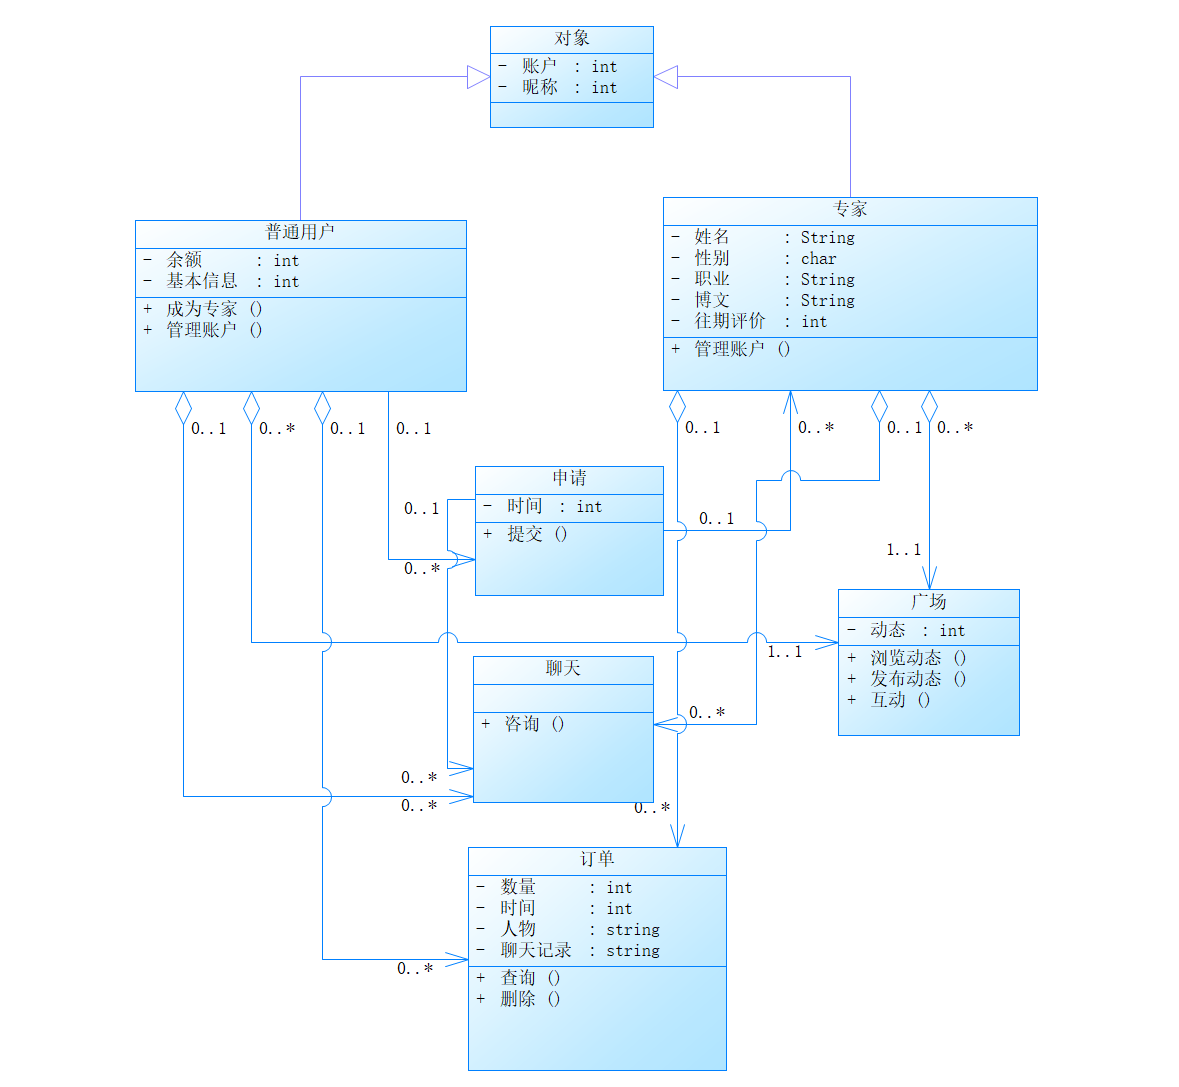 对象
- 账户 : int
- 昵称 : int
普通用户
- 余额 : int
- 基本信息 : int
+ 成为专家 ()
+ 管理账户 ()
专家
- 姓名 : String
- 性别 : char
- 职业 : String
- 博文 : String
- 往期评价 : int
+ 管理账户 ()
0..1
0..*
0..1
0..1
0..1
0..*
0..1
0..*
申请
- 时间 : int
+ 提交 ()
0..1
0..*
0..1
1..1
广场
- 动态 : int
+ 浏览动态 ()
+ 发布动态 ()
+ 互动 ()
1..1
聊天
+ 咨询 ()
0..*
0..*
0..*
0..*
订单
- 数量 : int
- 时间 : int
- 人物 : string
- 聊天记录 : string
+ 查询 ()
+ 删除 ()
0..*